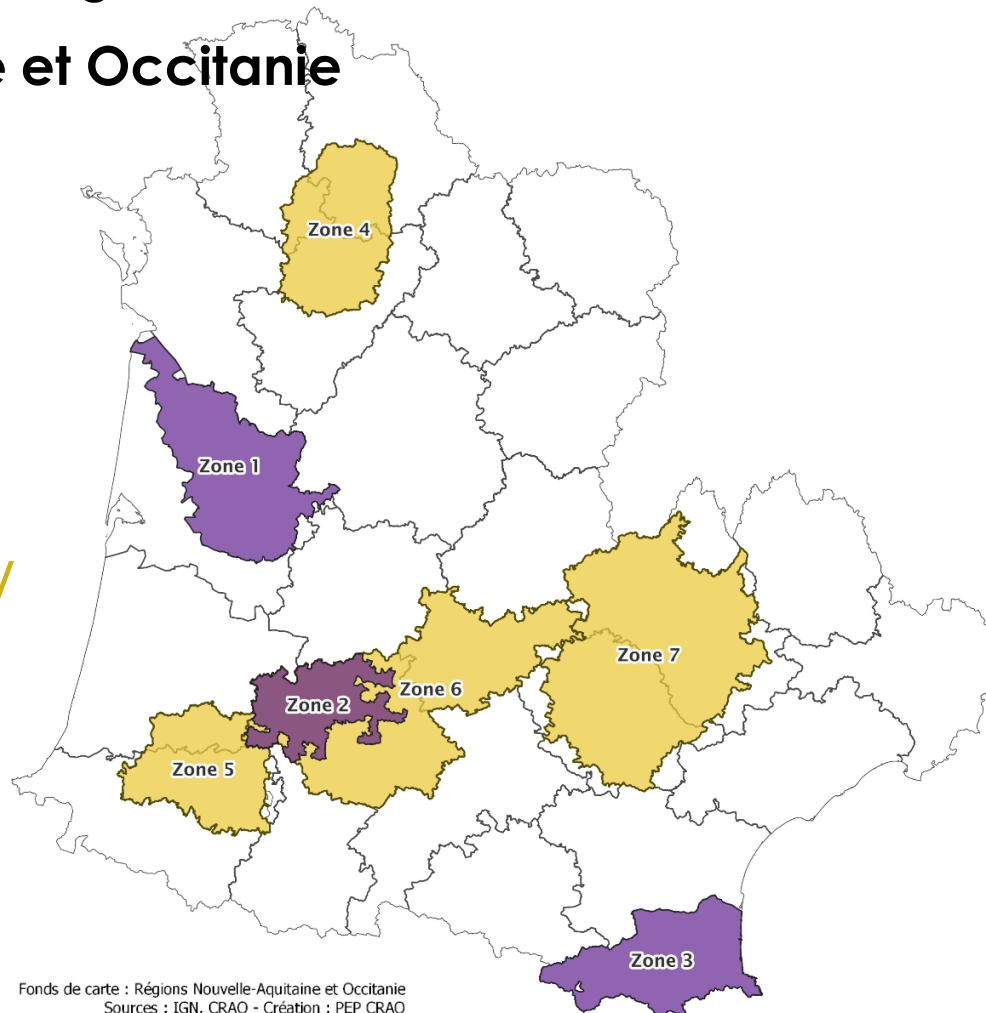 e et Occitanie
Zone 4
Zone 1
Zone 7
Zone 6
Zone 2
Zone 5
Zone 3
Fonds de carte : Régions Nouvelle-Aquitaine et Occitanie
Sources : IGN, CRAO - Création : PEP CRAO